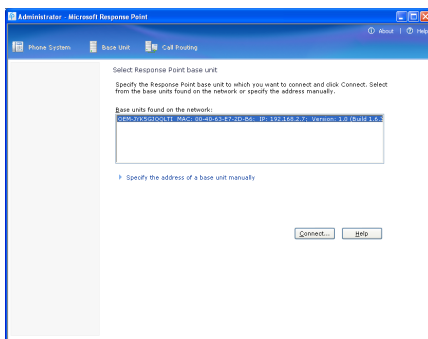 Administrator - Microsoft Response Point
About | Help
Phone System Base Unit Call Routing
Select Response Point base unit
Specify the Response Point base unit to which you want to connect and click Connect. Select
from the base units found on the network or specify the address manually.
Base units found on the network:
OEM-JYK5GJOOLTI MAC: 00-40-63-E7-2D-B6; IP: 192.168.2.7; Version: 1.0 (Build 1.6.2
Specify the address of a base unit manually
Connect... Help